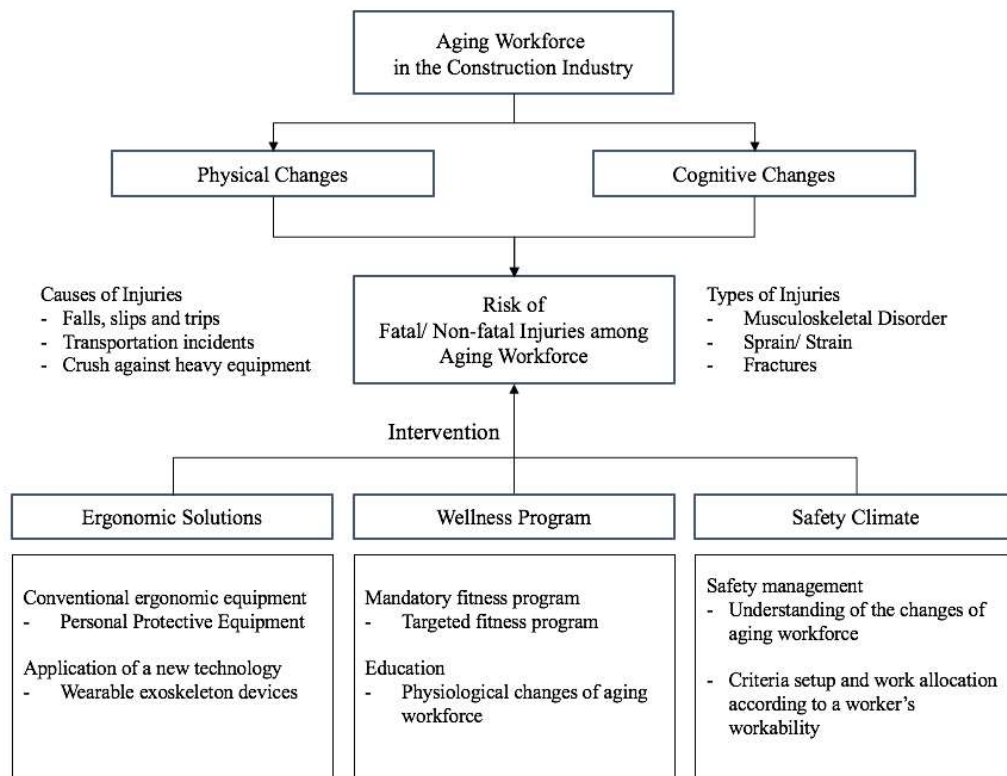 Aging Workforce
in the Construction Industry
Physical Changes
Cognitive Changes
Causes of Injuries
- Falls, slips and trips
- Transportation incidents
- Crush against heavy equipment
Risk of
Fatal/ Non-fatal Injuries among
Aging Workforce
Types of Injuries
- Musculoskeletal Disorder
- Sprain/ Strain
- Fractures
Intervention
Ergonomic Solutions
Wellness Program
Safety Climate
Conventional ergonomic equipment
- Personal Protective Equipment
Application of a new technology
- Wearable exoskeleton devices
Mandatory fitness program
- Targeted fitness program
Education
- Physiological changes of aging
workforce
Safety management
- Understanding of the changes of
aging workforce
- Criteria setup and work allocation
according to a worker’s
workability